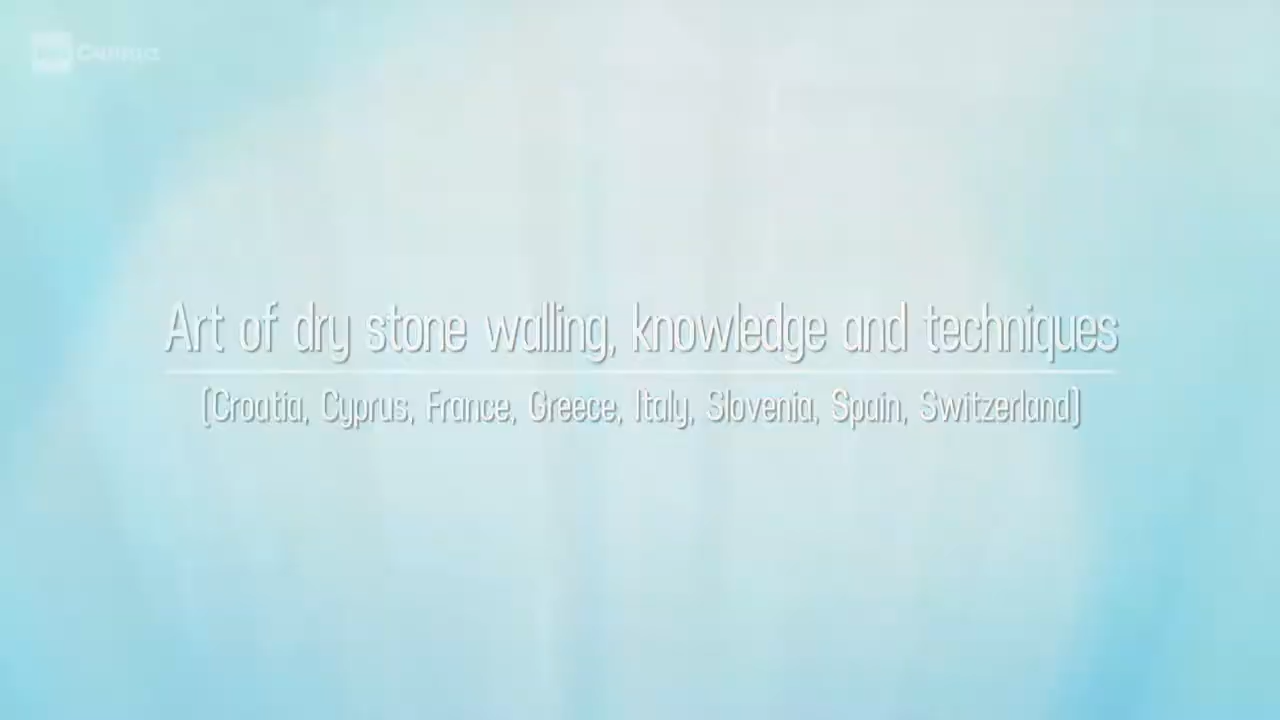 Art of dry stone walling, knowledge and techniques
(Croatia, Cyprus, France, Greece, Italy, Slovenia, Spain, Switzerland)